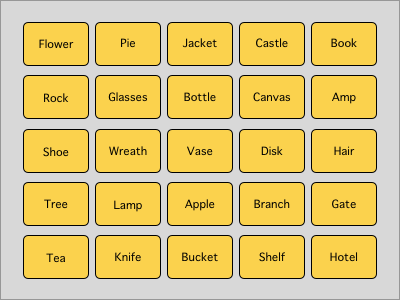 Flower Pie Jacket Castle Book
Rock Glasses Bottle Canvas Amp
Shoe Wreath Vase Disk Hair
Tree Lamp Apple Branch Gate
Tea Knife Bucket Shelf Hotel